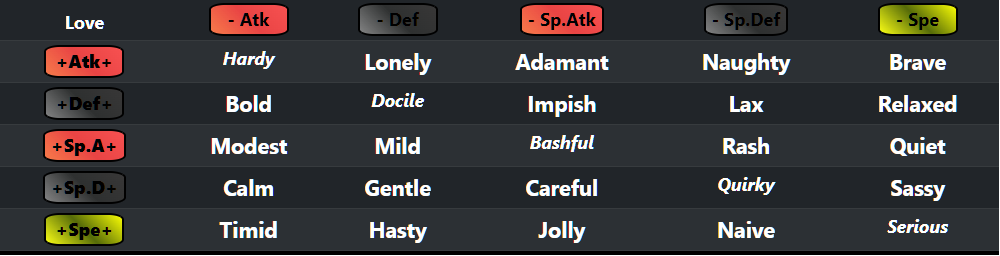 Love - Atk - Def - Sp.Atk - Sp.Def - Spe
+Atk+ Hardy Lonely Adamant Naughty Brave
+Def+ Bold Docile Impish Lax Relaxed
+Sp.A+ Modest Mild Bashful Rash Quiet
+Sp.D+ Calm Gentle Careful Quirky Sassy
+Spe+ Timid Hasty Jolly Naive Serious